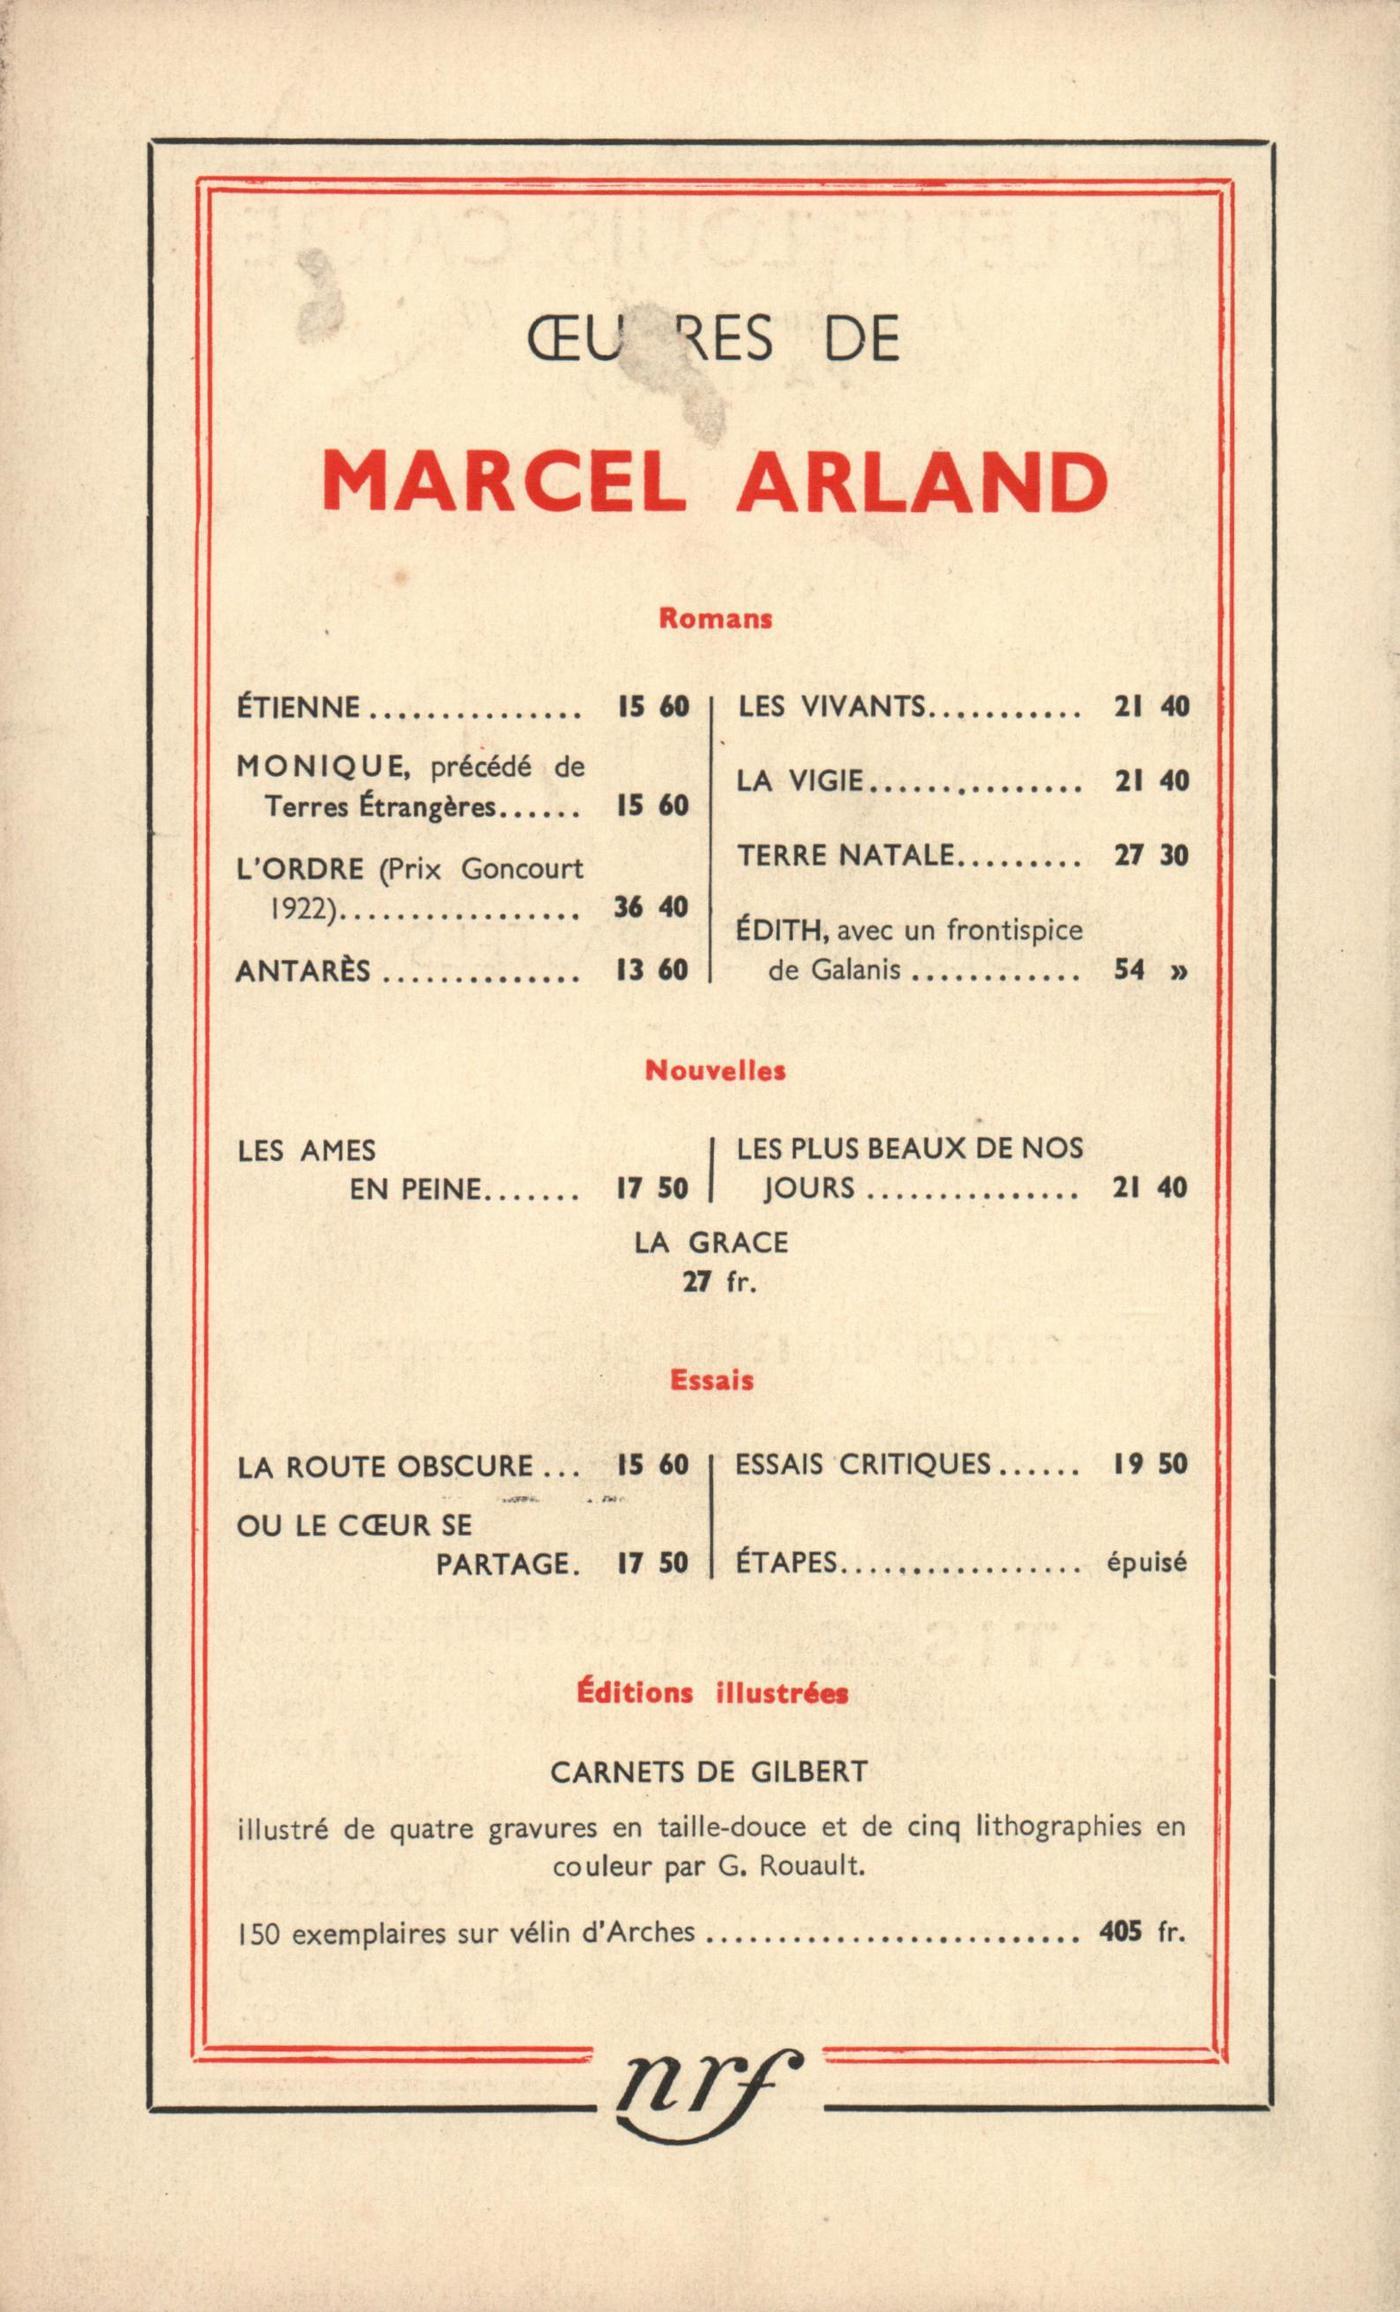 ŒU RES DE
MARCEL ARLAND
Romans
ÉTIENNE............... 15 60
MONIQUE, précédé de
Terres Étrangères...... 15 60
L'ORDRE (Prix Goncourt
1922)................. 36 40
ANTARÈS .............. 13 60
LES VIVANTS........... 21 40
LA VIGIE............... 21 40
TERRE NATALE......... 27 30
ÉDITH, avec un frontispice
de Galanis ............ 54 »
Nouvelles
LES AMES
EN PEINE....... 17 50
LES PLUS BEAUX DE NOS
JOURS ............... 21 40
LA GRACE
27 fr.
Essais
LA ROUTE OBSCURE... 15 60
OU LE CŒUR SE
PARTAGE. 17 50
ESSAIS CRITIQUES...... 19 50
ÉTAPES................. épuisé
Éditions illustrées
CARNETS DE GILBERT
illustré de quatre gravures en taille-douce et de cinq lithographies en
couleur par G. Rouault.
150 exemplaires sur vélin d'Arches .......................... 405 fr.
nrf